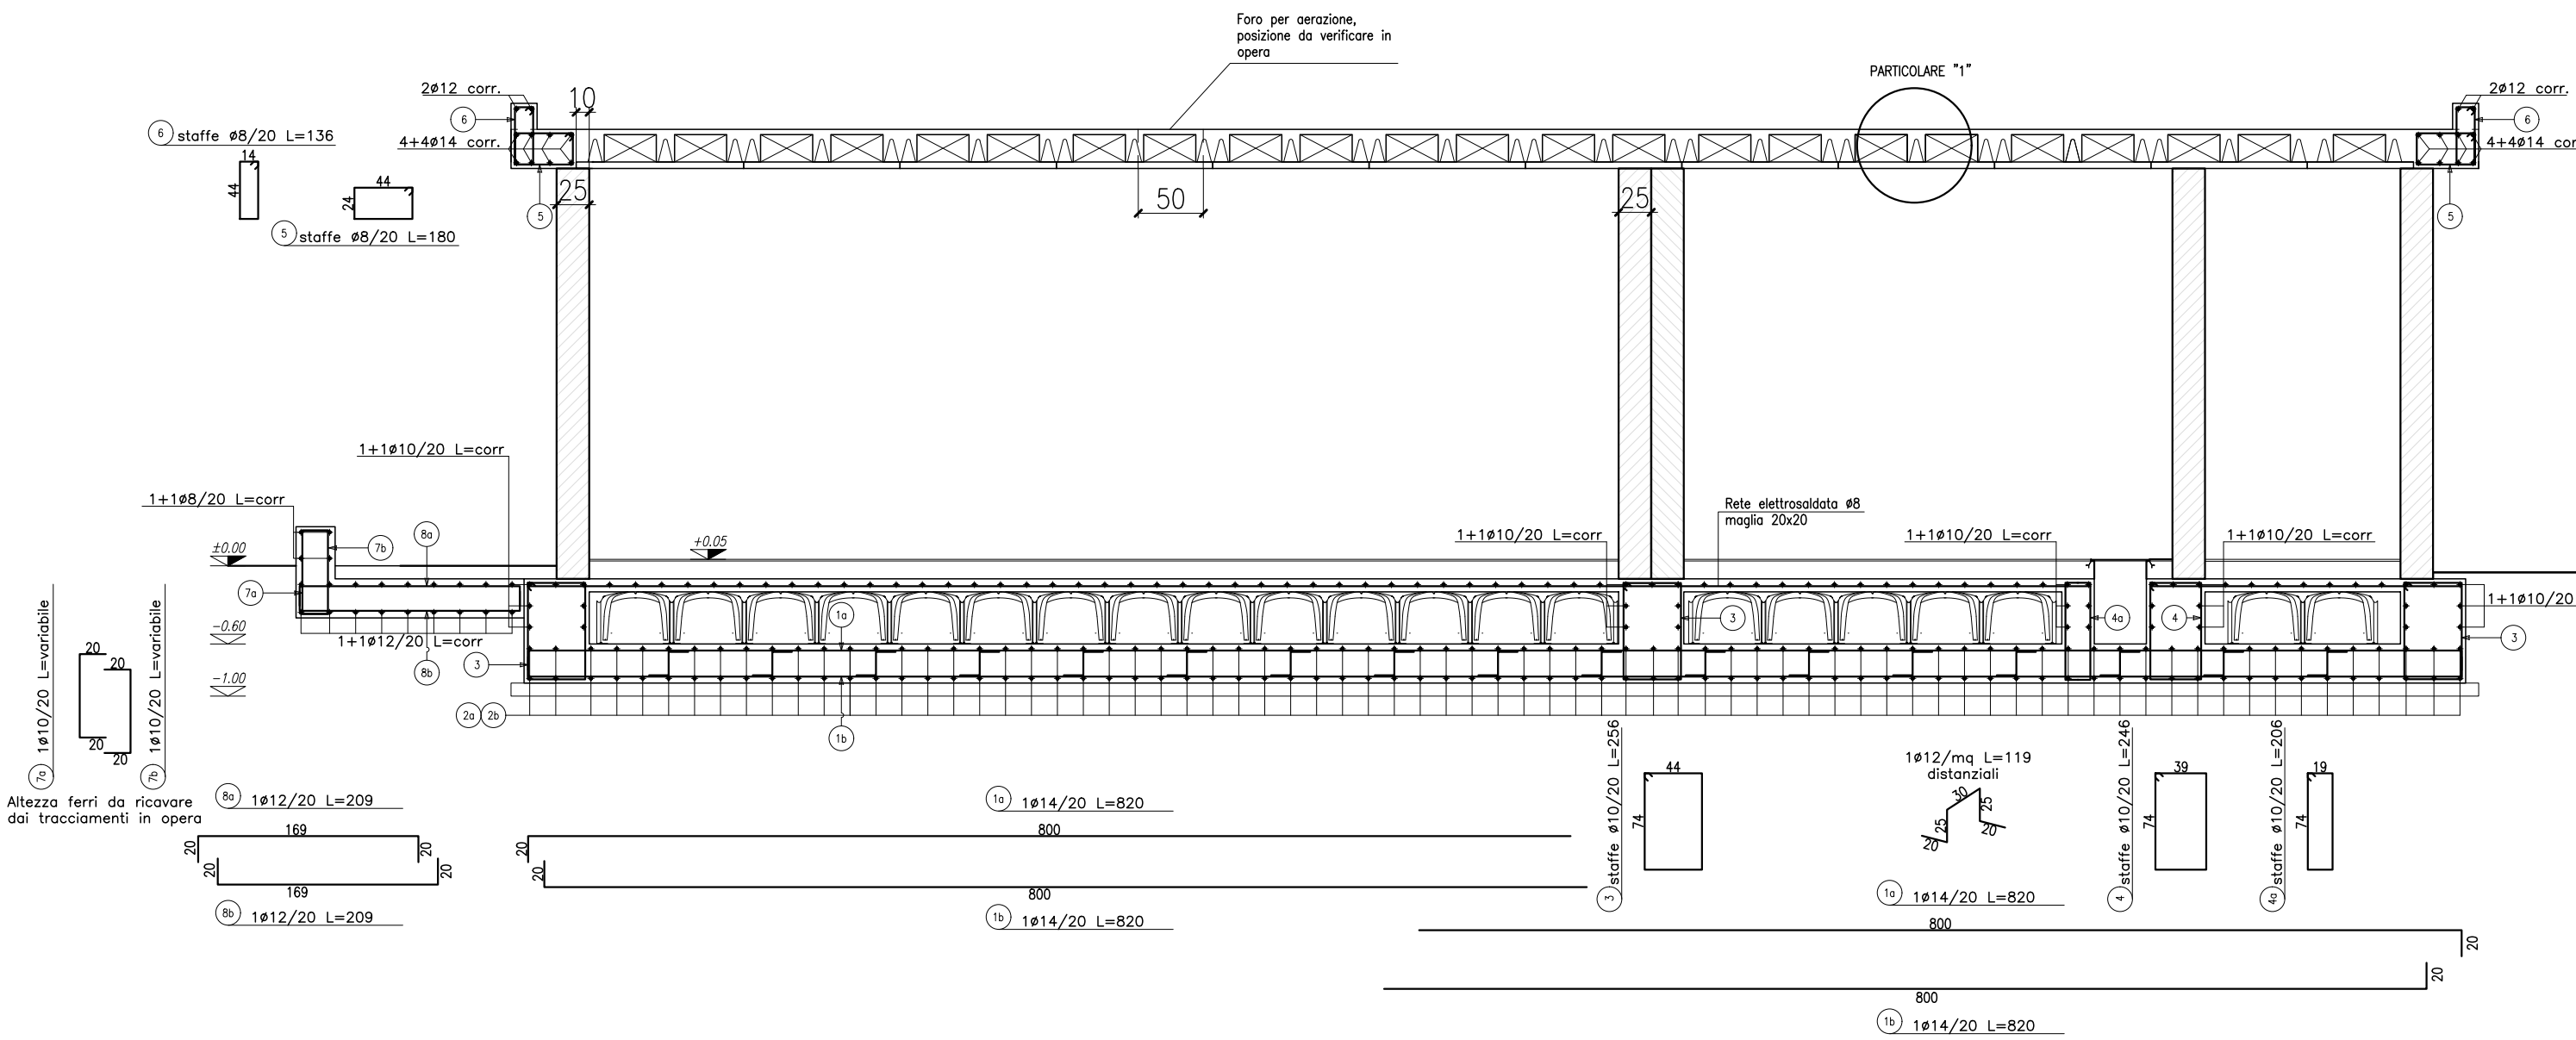 Foro per aerazione,
posizione da verificare in
opera
PARTICOLARE "1"
2ø12 corr.
10
2ø12 corr.
6
6
6 staffe ø8/20 L=136
4+4ø14 corr.
14
44
44
24
5 staffe ø8/20 L=180
25
5
50
25
5
1+1ø10/20 L=corr
1+1ø8/20 L=corr
8a
7b
±0.00
+0.05
Rete elettrosaldata ø8
maglia 20x20
1+1ø10/20 L=corr
1+1ø10/20 L=corr
1+1ø10/20 L=corr
7a
1+1ø10/20
1a
3
4a
4
3
-0.60
1+1ø12/20 L=corr
3
8b
-1.00
2a 2b
1b
7a 1ø10/20 L=variabile
20
20
20
20
7b 1ø10/20 L=variabile
Altezza ferri da ricavare
dai tracciamenti in opera
8a 1ø12/20 L=209
169
20
20
20
20
169
8b 1ø12/20 L=209
1a 1ø14/20 L=820
800
20
20
800
1b 1ø14/20 L=820
3 staffe ø10/20 L=256
44
74
1ø12/mq L=119
distanziali
30
25
25
20
20
4 staffe ø10/20 L=246
39
74
4a staffe ø10/20 L=206
19
74
1a 1ø14/20 L=820
800
20
20
800
1b 1ø14/20 L=820